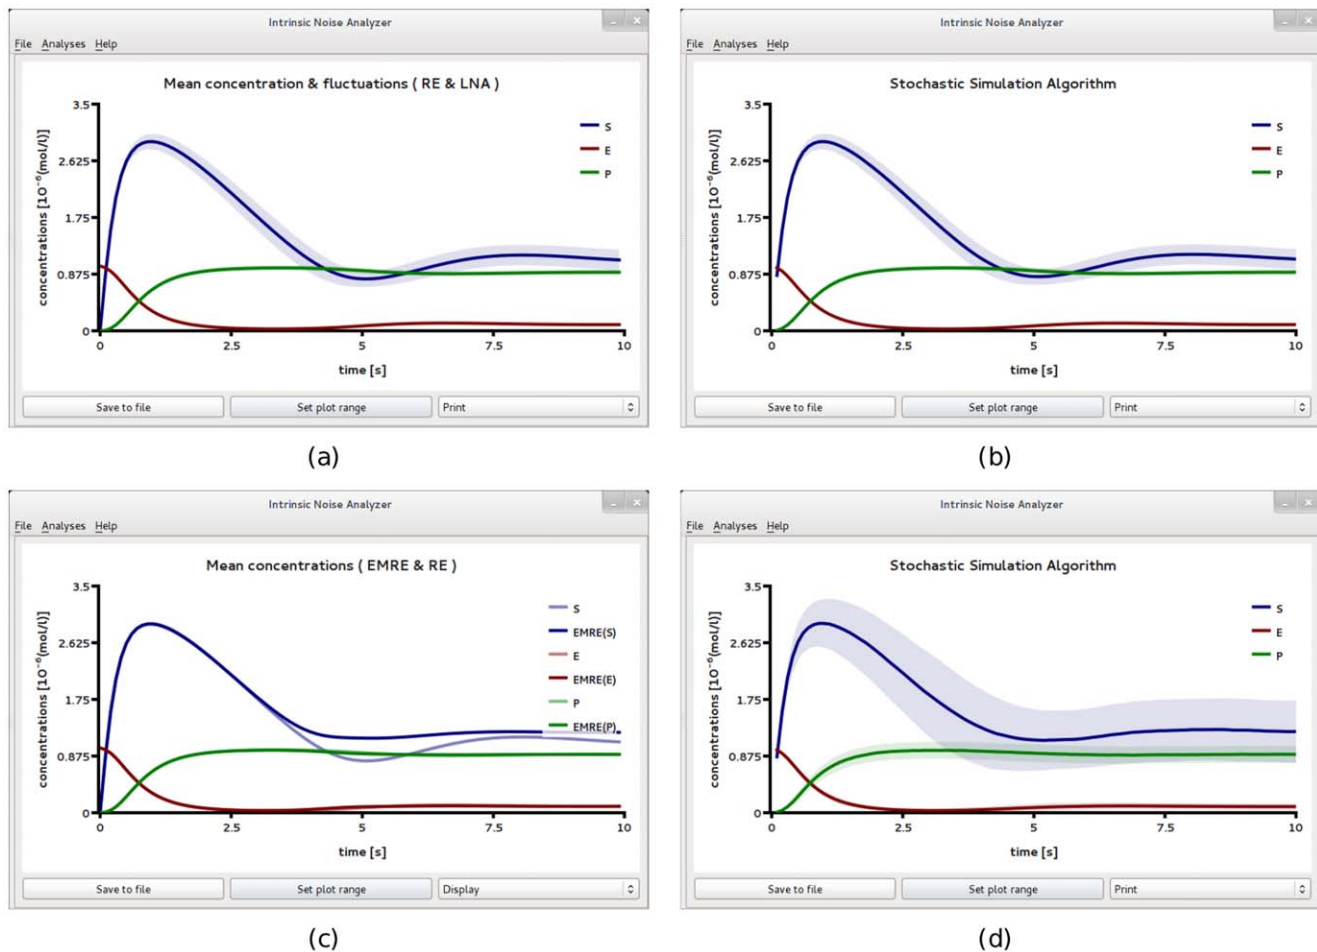 Intrinsic Noise Analyzer
File Analyses Help
Mean concentration & fluctuations ( RE & LNA )
3.5
2.625
1.75
0.875
0
concentrations [10⁻⁶(mol/l)]
S
E
P
0 2.5 5 7.5 10
time [s]
Save to file Set plot range Print
(a)
Intrinsic Noise Analyzer
File Analyses Help
Stochastic Simulation Algorithm
3.5
2.625
1.75
0.875
0
concentrations [10⁻⁶(mol/l)]
S
E
P
0 2.5 5 7.5 10
time [s]
Save to file Set plot range Print
(b)
Intrinsic Noise Analyzer
File Analyses Help
Mean concentrations ( EMRE & RE )
3.5
2.625
1.75
0.875
0
concentrations [10⁻⁶(mol/l)]
S
EMRE(S)
E
EMRE(E)
P
EMRE(P)
0 2.5 5 7.5 10
time [s]
Save to file Set plot range Display
(c)
Intrinsic Noise Analyzer
File Analyses Help
Stochastic Simulation Algorithm
3.5
2.625
1.75
0.875
0
concentrations [10⁻⁶(mol/l)]
S
E
P
0 2.5 5 7.5 10
time [s]
Save to file Set plot range Print
(d)